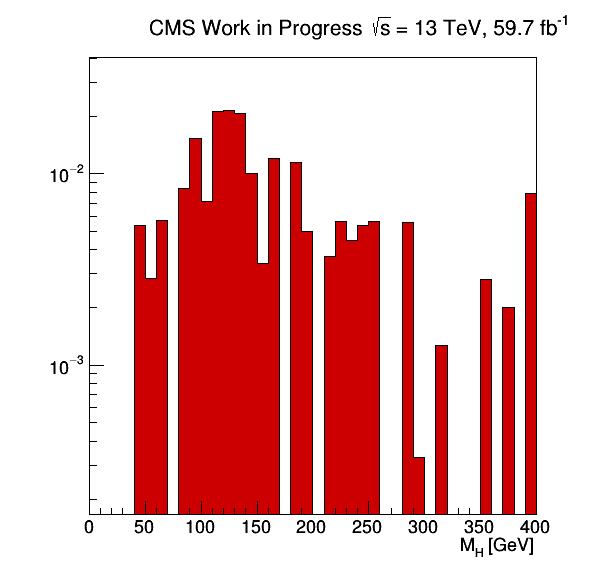 CMS Work in Progress √s = 13 TeV, 59.7 fb⁻¹
10⁻²
10⁻³
0 50 100 150 200 250 300 350 400
M_H [GeV]